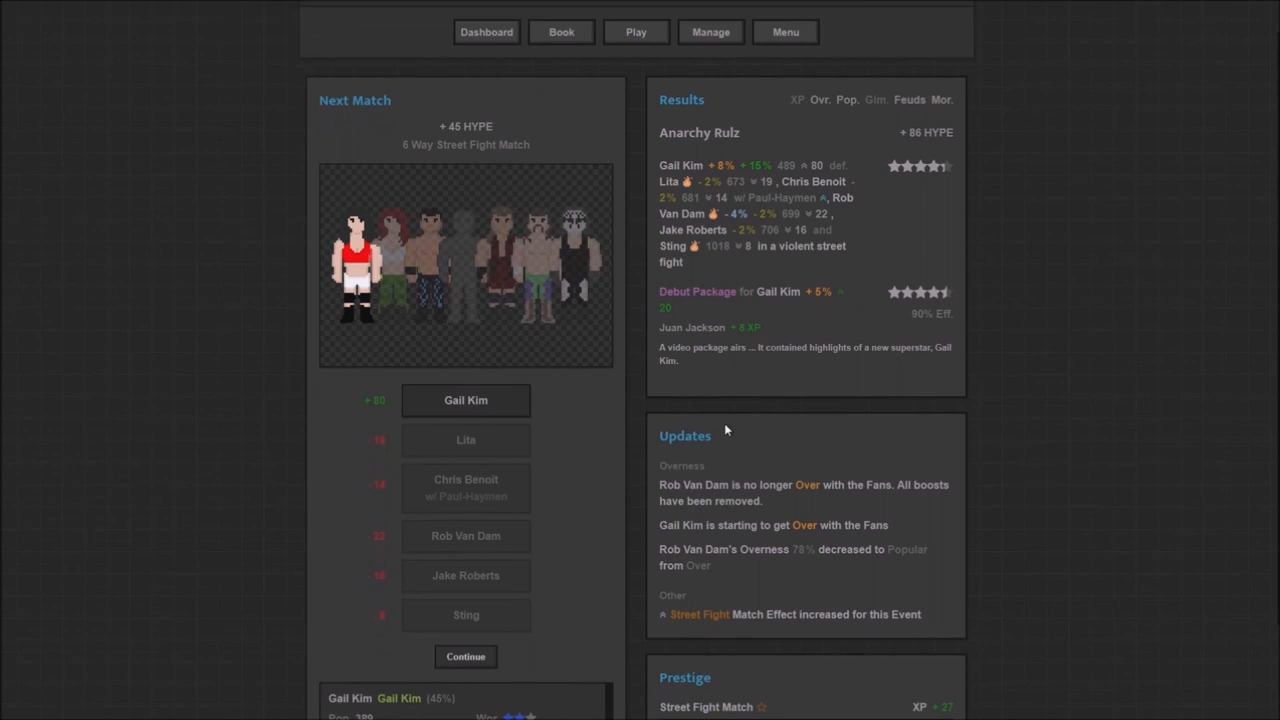 Dashboard Book Play Manage Menu
Next Match
+ 45 HYPE
6 Way Street Fight Match
+ 80 Gail Kim
- 18 Lita
- 14 Chris Benoit
w/ Paul-Haymen
- 22 Rob Van Dam
- 16 Jake Roberts
- 8 Sting
Continue
Gail Kim Gail Kim (45%)
Pop. 389 Wor.
Results XP Ovr. Pop. Gim. Feuds Mor.
Anarchy Rulz + 86 HYPE
Gail Kim + 8% + 15% 489 80 def.
Lita - 2% 673 19 , Chris Benoit -
2% 681 14 w/ Paul-Haymen , Rob
Van Dam - 4% - 2% 699 22 ,
Jake Roberts - 2% 706 16 and
Sting 1018 8 in a violent street
fight
Debut Package for Gail Kim + 5%
20
90% Eff.
Juan Jackson + 8 XP
A video package airs ... It contained highlights of a new superstar, Gail
Kim.
Updates
Overness
Rob Van Dam is no longer Over with the Fans. All boosts
have been removed.
Gail Kim is starting to get Over with the Fans
Rob Van Dam's Overness 78% decreased to Popular
from Over
Other
Street Fight Match Effect increased for this Event
Prestige
Street Fight Match XP + 27